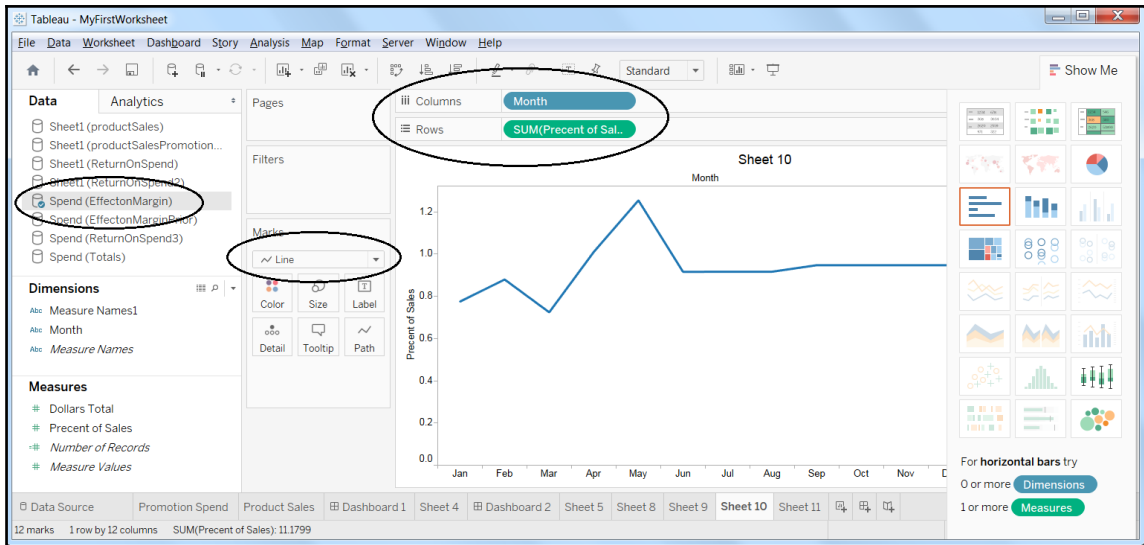 Tableau - MyFirstWorksheet
File Data Worksheet Dashboard Story Analysis Map Format Server Window Help
Standard
Show Me
Data Analytics
Sheet1 (productSales)
Sheet1 (productSalesPromotion...
Sheet1 (ReturnOnSpend)
Sheet1 (ReturnOnSpend2)
Spend (EffectonMargin)
Spend (EffectonMarginPrior)
Spend (ReturnOnSpend3)
Spend (Totals)
Dimensions
Abc Measure Names1
Abc Month
Abc Measure Names
Measures
# Dollars Total
# Precent of Sales
=# Number of Records
# Measure Values
Pages
Filters
Marks
Line
Color Size Label
Detail Tooltip Path
Columns Month
Rows SUM(Precent of Sal..
Sheet 10
Month
Precent of Sales
1.2
1.0
0.8
0.6
0.4
0.2
0.0
Jan Feb Mar Apr May Jun Jul Aug Sep Oct Nov D
For horizontal bars try
0 or more Dimensions
1 or more Measures
Data Source Promotion Spend Product Sales Dashboard 1 Sheet 4 Dashboard 2 Sheet 5 Sheet 8 Sheet 9 Sheet 10 Sheet 11
12 marks 1 row by 12 columns SUM(Precent of Sales): 11.1799